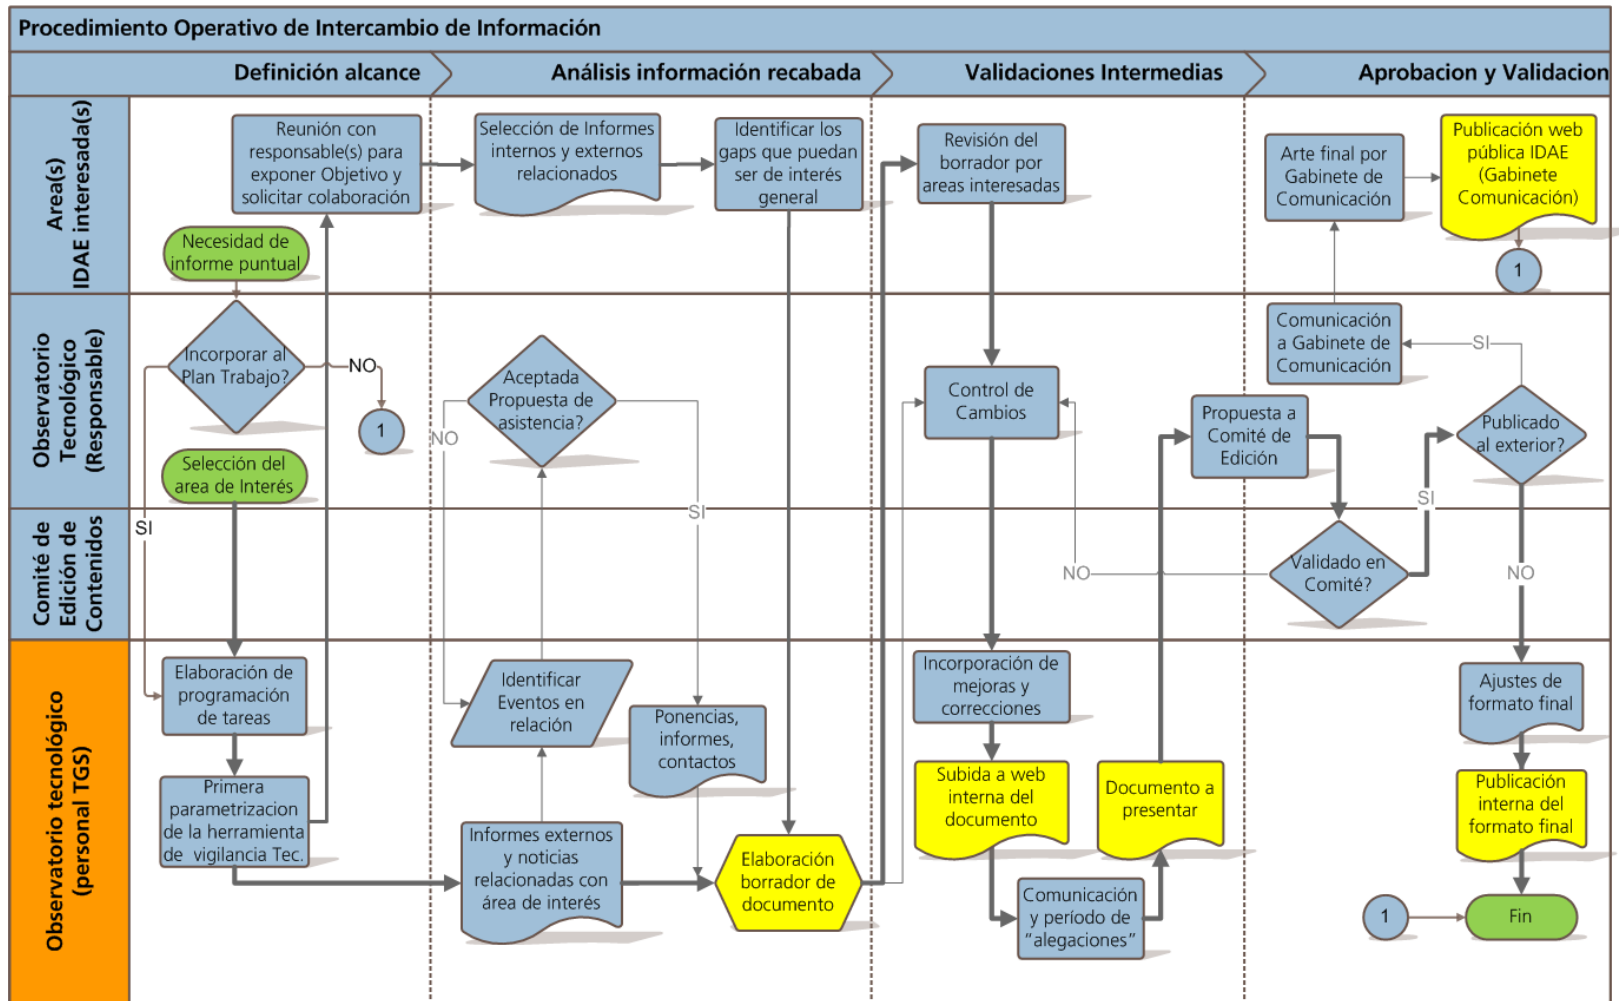 Procedimiento Operativo de Intercambio de Información
Definición alcance
Análisis información recabada
Validaciones Intermedias
Aprobacion y Validacion
Area(s)
IDAE interesada(s)
Reunión con
responsable(s) para
exponer Objetivo y
solicitar colaboración
Selección de Informes
internos y externos
relacionados
Identificar los
gaps que puedan
ser de interés
general
Revisión del
borrador por
areas interesadas
Arte final por
Gabinete de
Comunicación
Publicación web
pública IDAE
(Gabinete
Comunicación)
Necesidad de
informe puntual
1
Observatorio
Tecnológico
(Responsable)
Incorporar al
Plan Trabajo?
NO
1
SI
Selección del
area de Interés
Aceptada
Propuesta de
asistencia?
NO
SI
Control de
Cambios
Propuesta a
Comité de
Edición
Comunicación
a Gabinete de
Comunicación
SI
Publicado
al exterior?
SI
NO
Comité de
Edición de
Contenidos
NO
Validado en
Comité?
Observatorio tecnológico
(personal TGS)
Elaboración de
programación
de tareas
Primera
parametrizacion
de la herramienta
de vigilancia Tec.
Identificar
Eventos en
relación
Ponencias,
informes,
contactos
Informes externos
y noticias
relacionadas con
área de interés
Elaboración
borrador de
documento
Incorporación de
mejoras y
correcciones
Subida a web
interna del
documento
Comunicación
y período de
“alegaciones”
Documento a
presentar
Ajustes de
formato final
Publicación
interna del
formato final
1
Fin